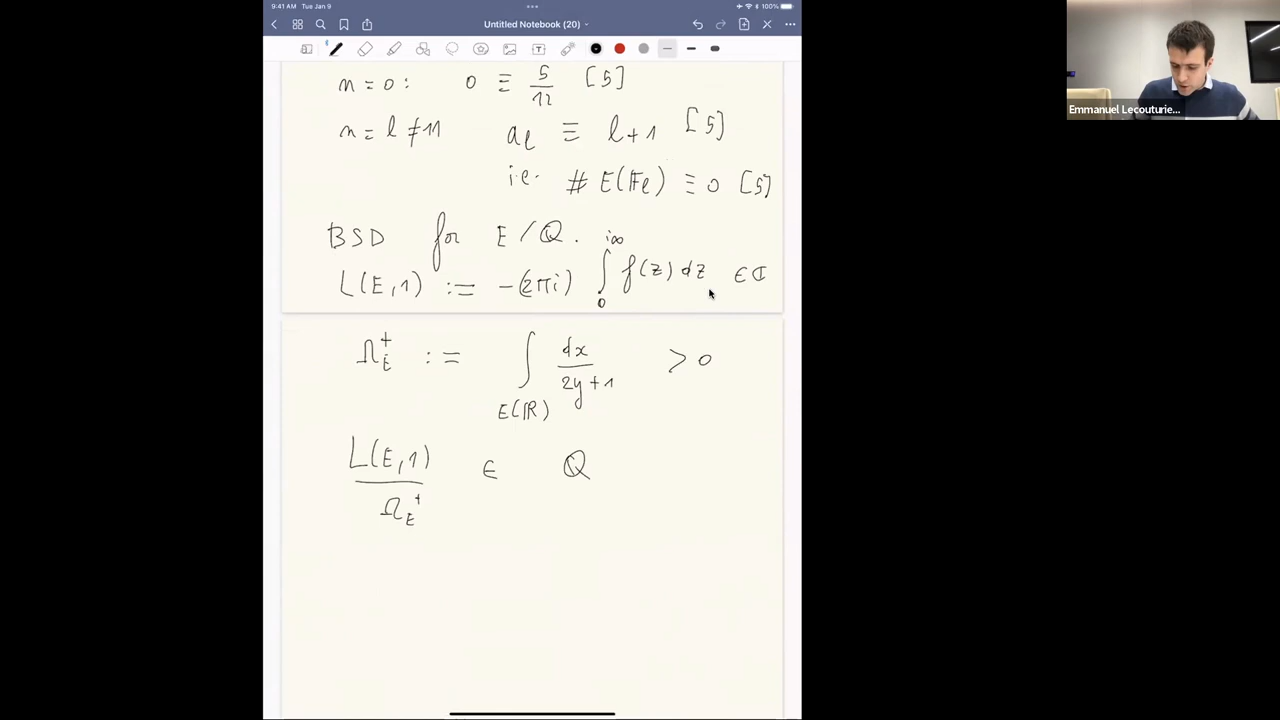 9:41 AM Tue Jan 9
100%
Untitled Notebook (20)
Emmanuel Lecouturie...
n = 0 : 0 ≡ 5/12 [5]
n = l ≠ 11 a_l ≡ l + 1 [5]
i.e. # E(F_l) ≡ 0 [5]
BSD for E/Q.
L(E,1) := -(2πi) ∫_0^{i∞} f(z) dz ∈ ℂ
Ω_E^+ := ∫_{E(ℝ)} dx/(2y+1) > 0
L(E,1)/Ω_E^+ ∈ Q